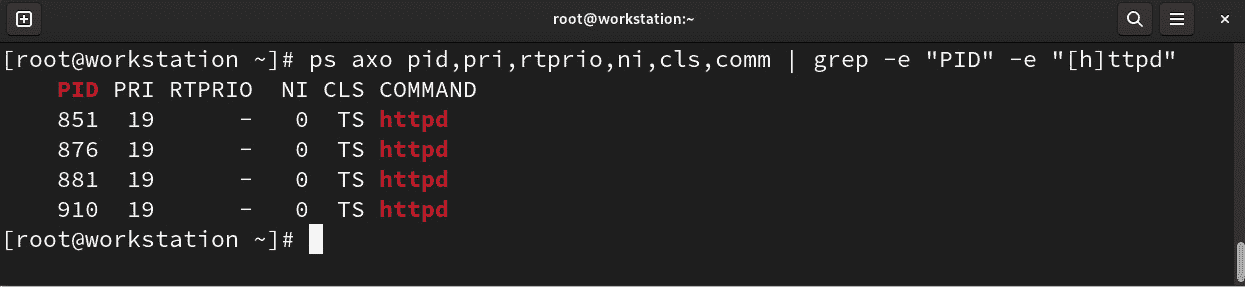 root@workstation:~
[root@workstation ~]# ps axo pid,pri,rtprio,ni,cls,comm | grep -e "PID" -e "[h]ttpd"
    PID PRI RTPRIO  NI CLS COMMAND
    851  19      -   0  TS httpd
    876  19      -   0  TS httpd
    881  19      -   0  TS httpd
    910  19      -   0  TS httpd
[root@workstation ~]#